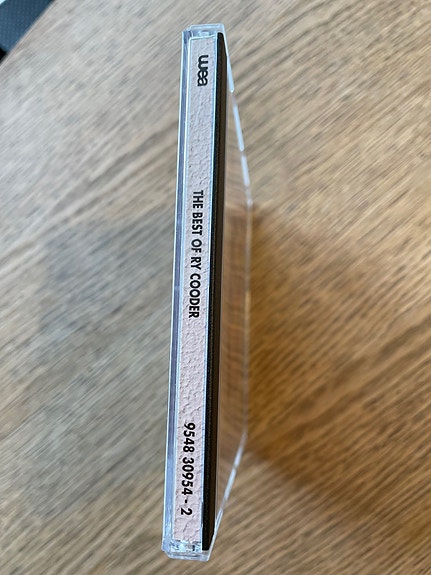 wea
THE BEST OF RY COODER
9548 30954-2